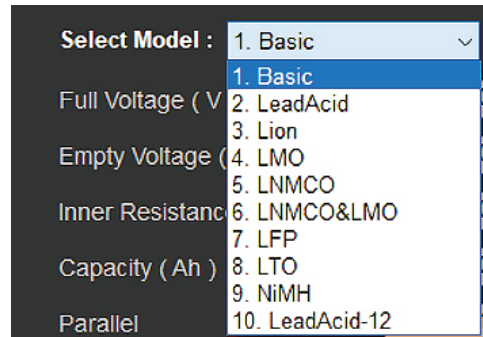 Select Model : 1. Basic
1. Basic
Full Voltage ( V
2. LeadAcid
3. Lion
Empty Voltage (
4. LMO
5. LNMCO
Inner Resistanc
6. LNMCO&LMO
7. LFP
Capacity ( Ah )
8. LTO
9. NiMH
Parallel
10. LeadAcid-12